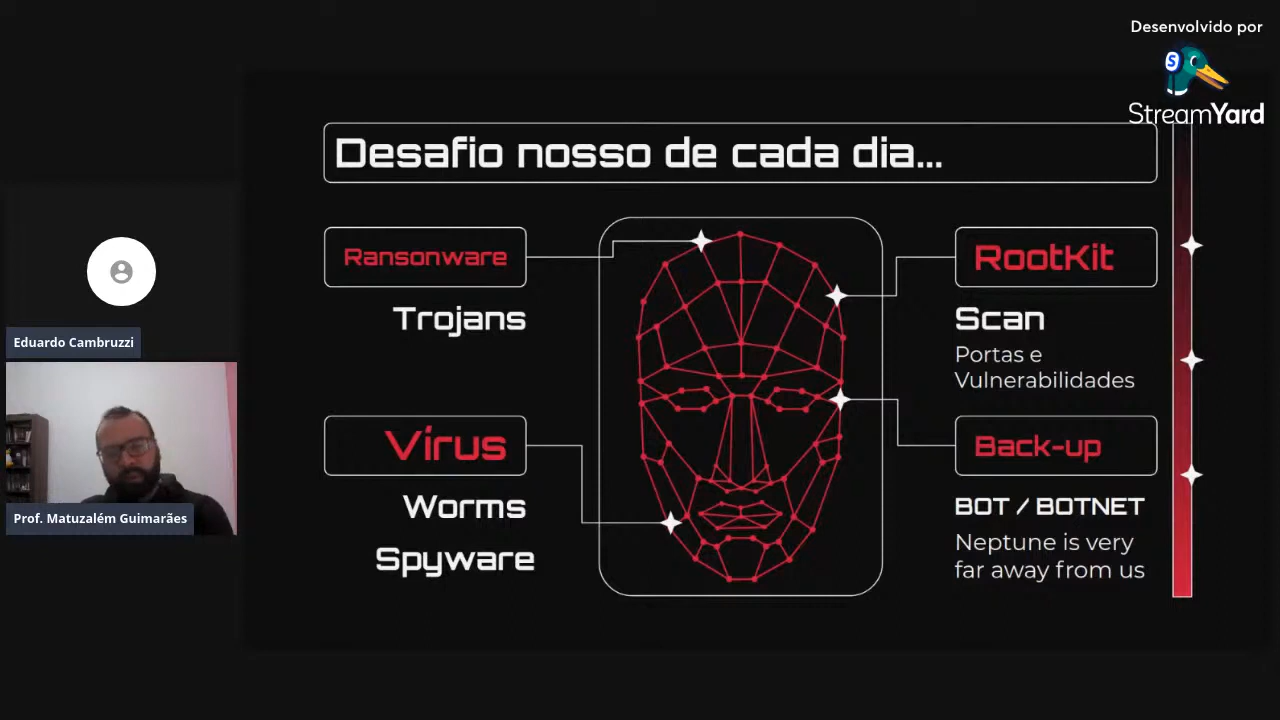 Desenvolvido por
StreamYard
Desafio nosso de cada dia...
Ransonware
Trojans
Vírus
Worms
Spyware
RootKit
Scan
Portas e
Vulnerabilidades
Back-up
BOT / BOTNET
Neptune is very
far away from us
Eduardo Cambruzzi
Prof. Matuzalém Guimarães